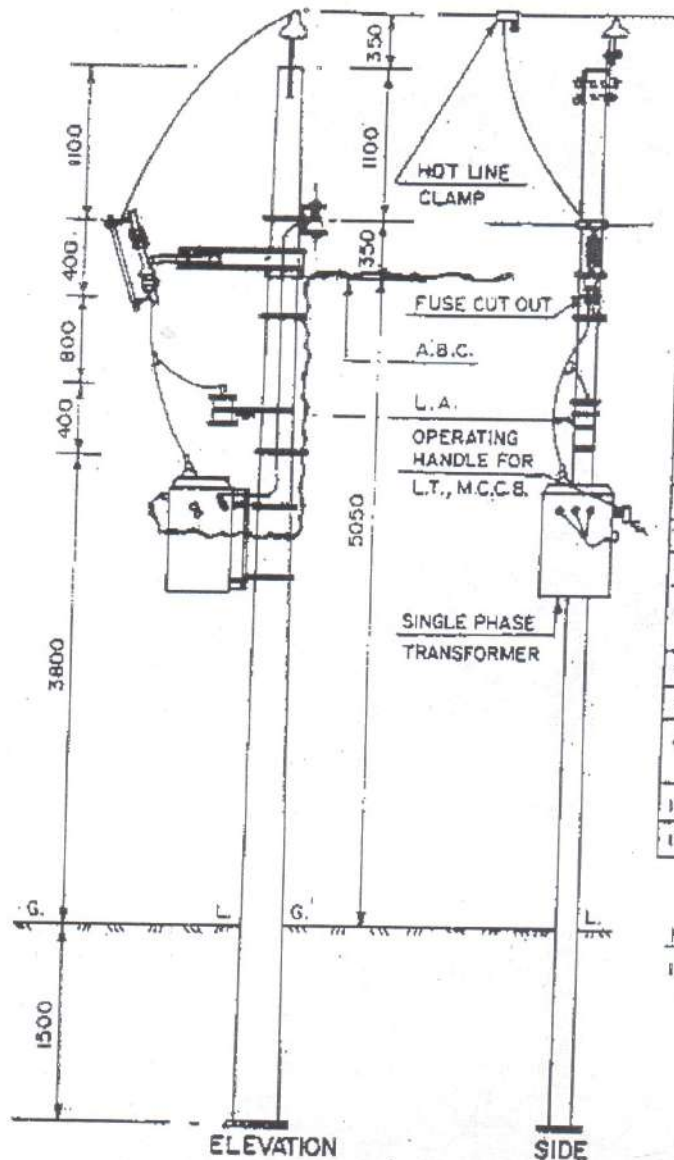 350
1100
HOT LINE
CLAMP
1100
350
400
FUSE CUT OUT
A.B.C.
800
L.A.
400
OPERATING
HANDLE FOR
L.T., M.C.C.B.
5050
SINGLE PHASE
TRANSFORMER
3800
G. L. G. L.
1500
ELEVATION SIDE